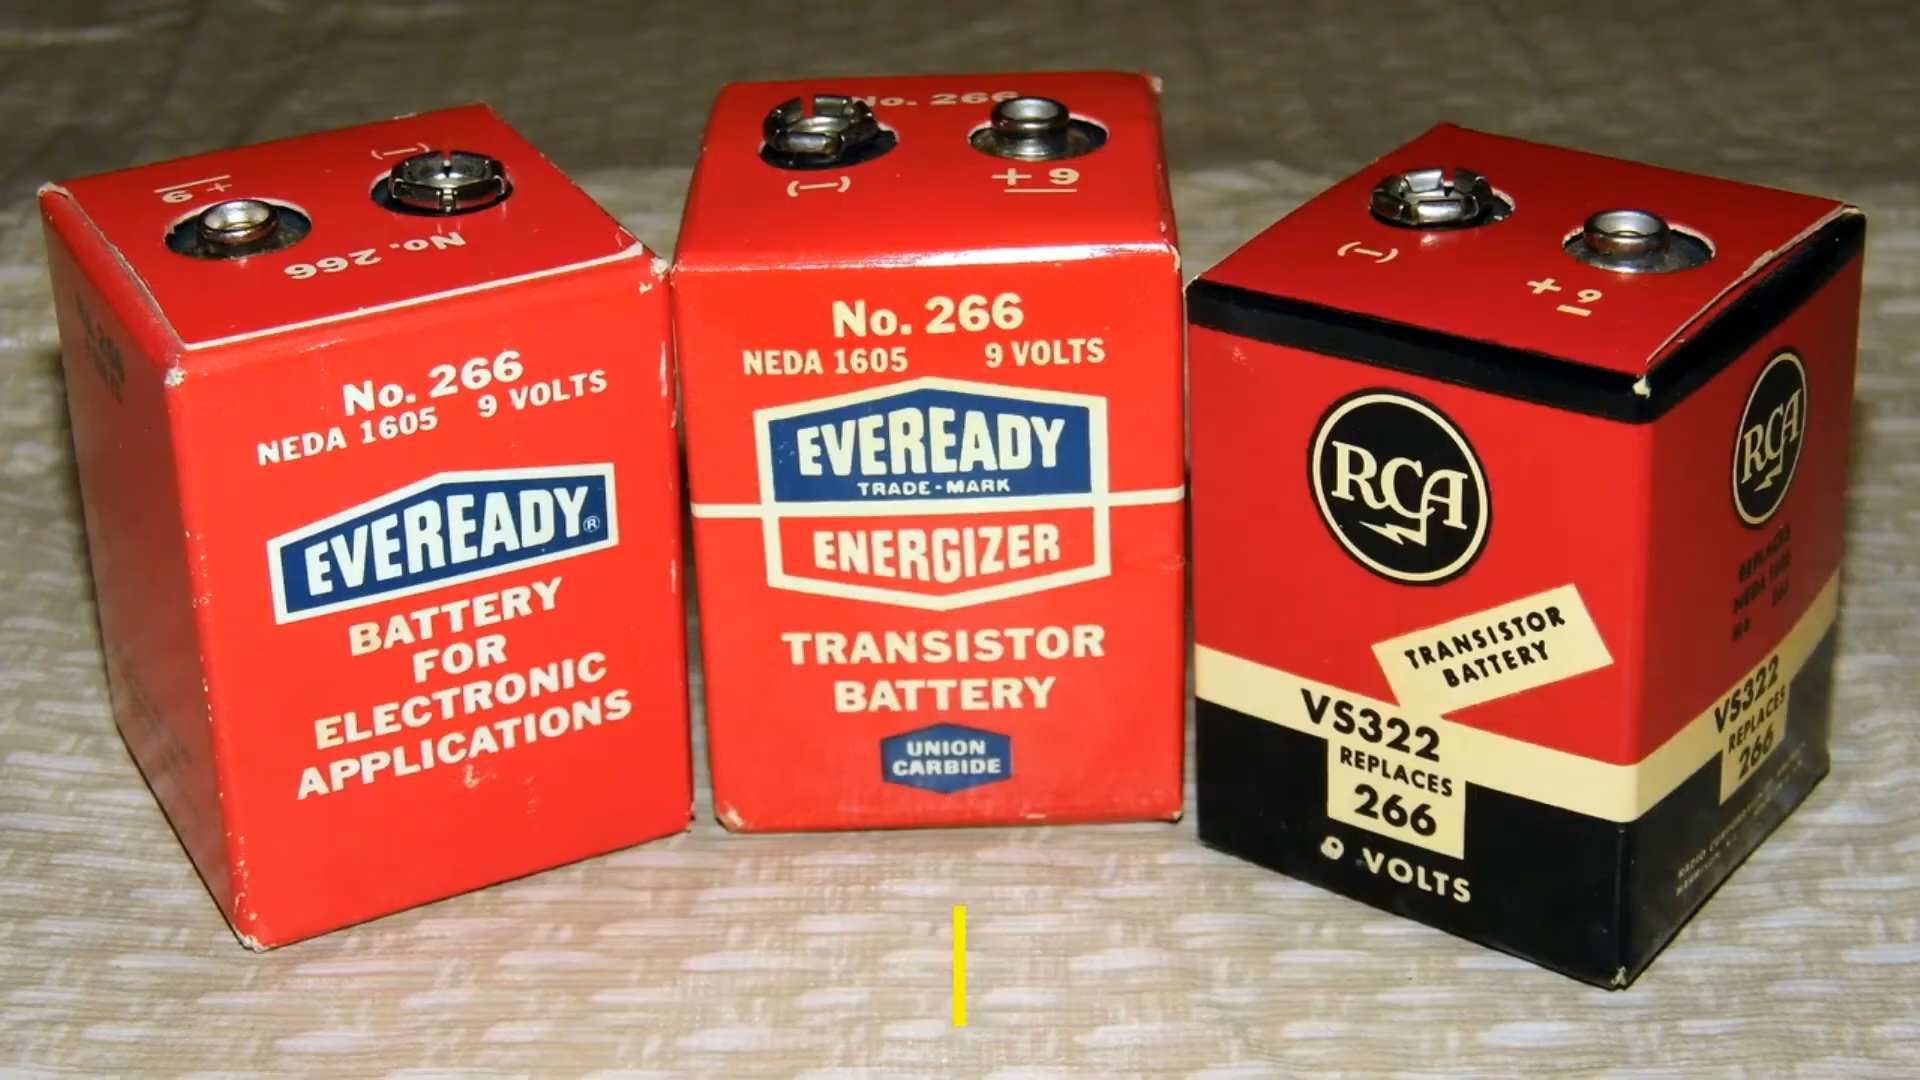 +9
(—)
No. 266
No. 266
NEDA 1605 9 VOLTS
EVEREADY®
BATTERY
FOR
ELECTRONIC
APPLICATIONS
No. 266
(—)
+9
No. 266
NEDA 1605 9 VOLTS
EVEREADY
TRADE-MARK
ENERGIZER
TRANSISTOR
BATTERY
UNION
CARBIDE
(—)
+9
RCA
TRANSISTOR
BATTERY
VS322
REPLACES
266
9 VOLTS
RCA
REPLACES
VS322
REPLACES
266